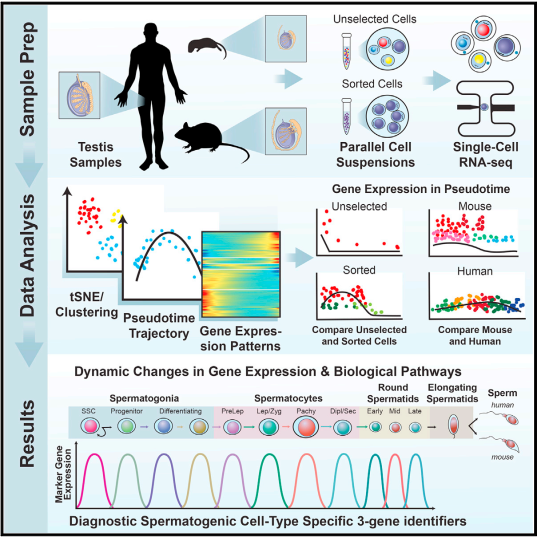 Sample Prep
Testis
Samples
Unselected Cells
Sorted Cells
Parallel Cell
Suspensions
Single-Cell
RNA-seq
Data Analysis
tSNE/
Clustering
Pseudotime
Trajectory
Gene Expres-
sion Patterns
Gene Expression in Pseudotime
Unselected
Mouse
Sorted
Human
Compare Unselected
and Sorted Cells
Compare Mouse
and Human
Results
Dynamic Changes in Gene Expression & Biological Pathways
Spermatogonia
Spermatocytes
Round
Spermatids
Elongating
Spermatids
Sperm
SSC
Progenitor
Differentiating
PreLep
Lep/Zyg
Pachy
Dipl/Sec
Early
Mid
Late
human
mouse
Marker Gene
Expression
Diagnostic Spermatogenic Cell-Type Specific 3-gene identifiers